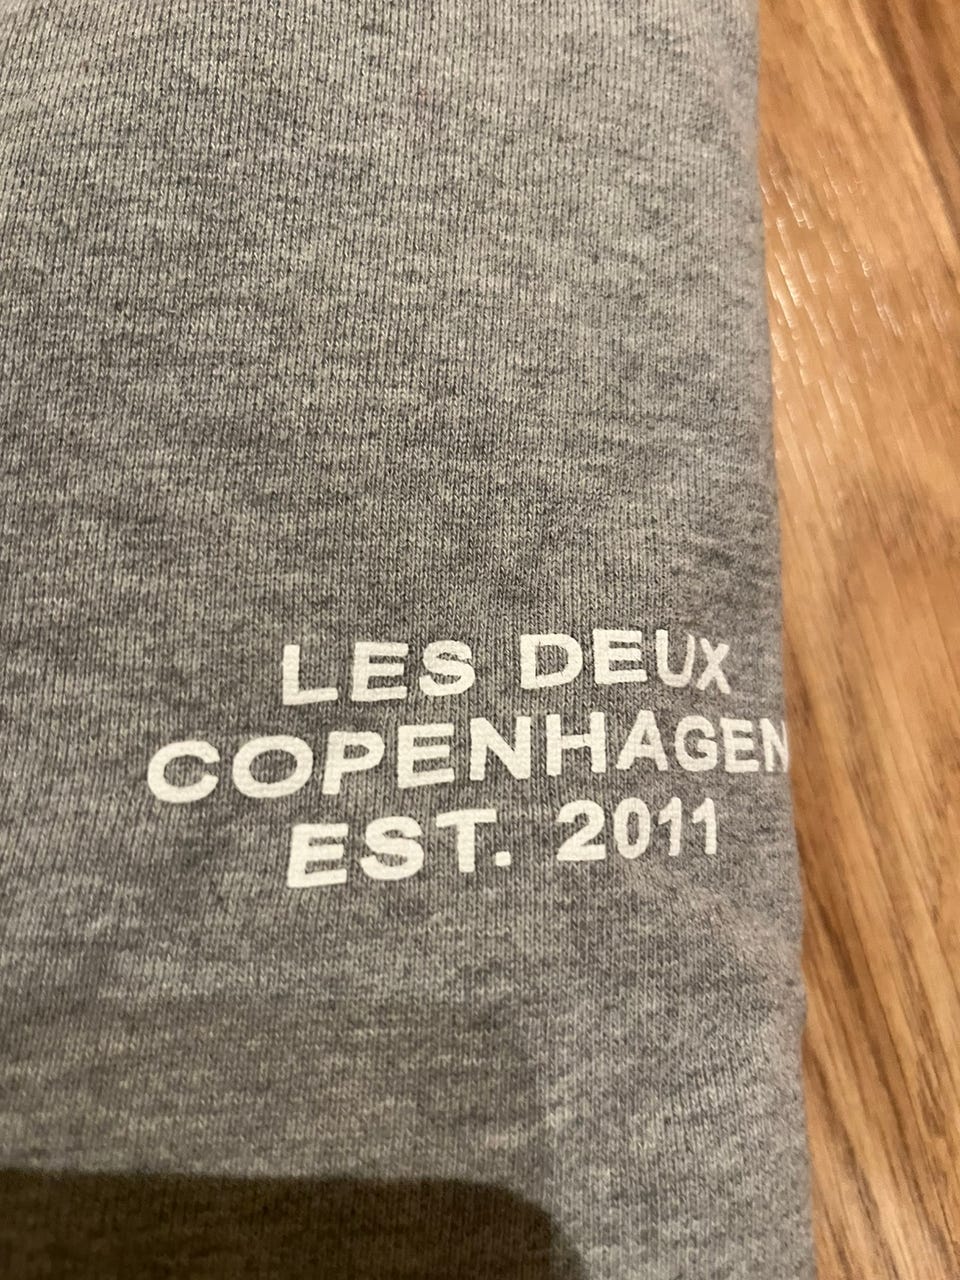 LES DEUX
COPENHAGEN
EST. 2011